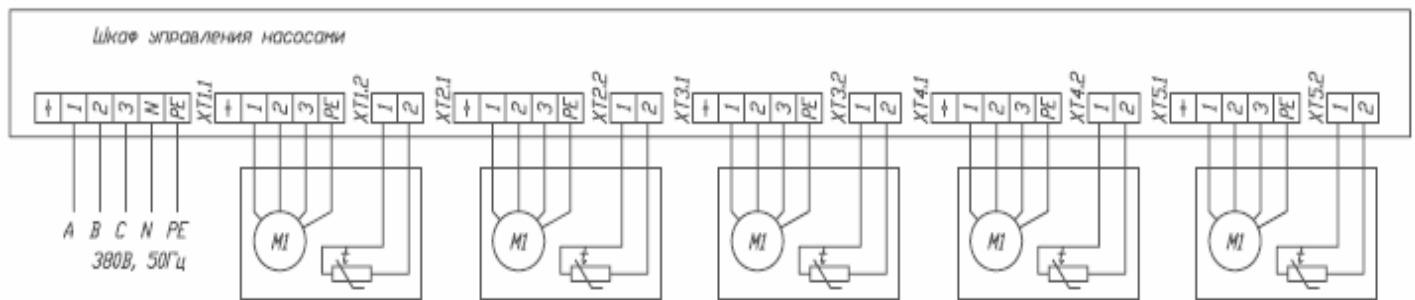 Шкаф управления насосами
1 2 3 N PE
XT1.1 1 2 3 PE
XT1.2 1 2
XT2.1 1 2 3 PE
XT2.2 1 2
XT3.1 1 2 3 PE
XT3.2 1 2
XT4.1 1 2 3 PE
XT4.2 1 2
XT5.1 1 2 3 PE
XT5.2 1 2
A B C N PE
380В, 50Гц
M1 t
M1 t
M1 t
M1 t
M1 t